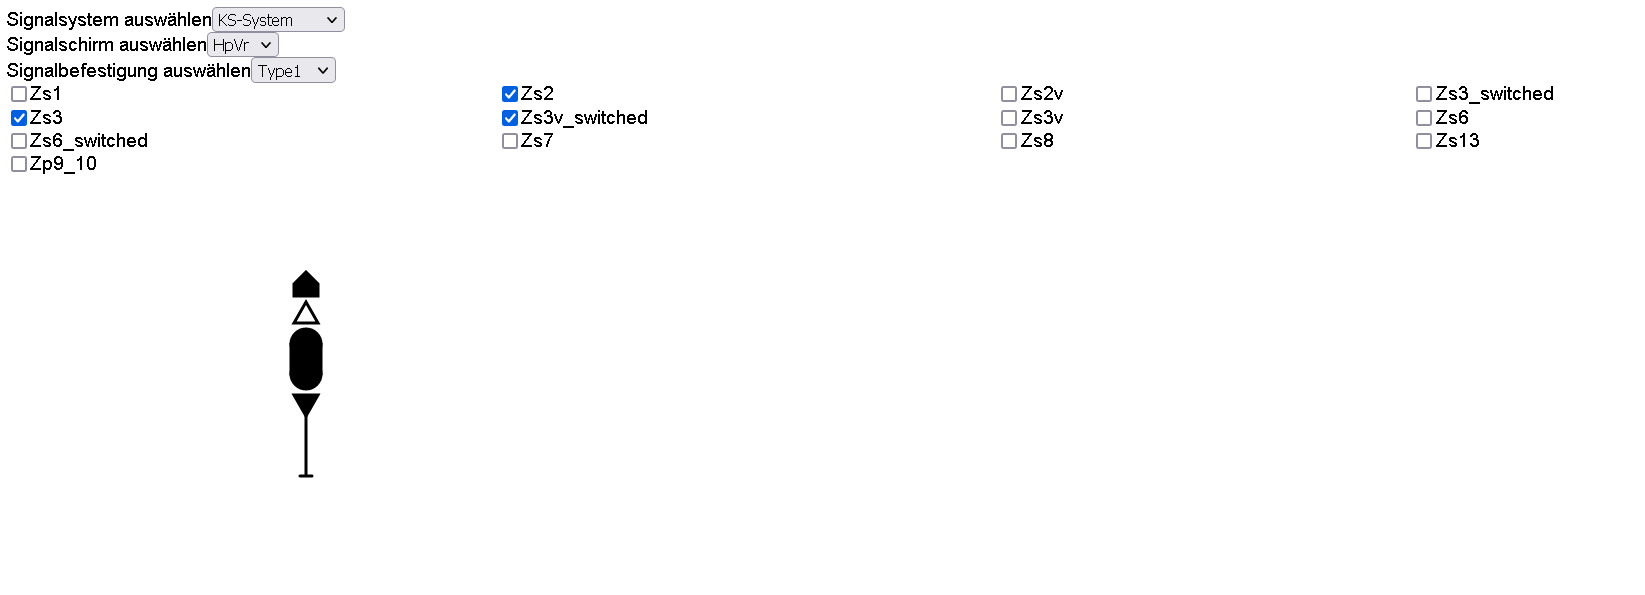 Signalsystem auswählen KS-System
Signalschirm auswählen HpVr
Signalbefestigung auswählen Type1
Zs1 Zs2 Zs2v Zs3_switched
Zs3 Zs3v_switched Zs3v Zs6
Zs6_switched Zs7 Zs8 Zs13
Zp9_10